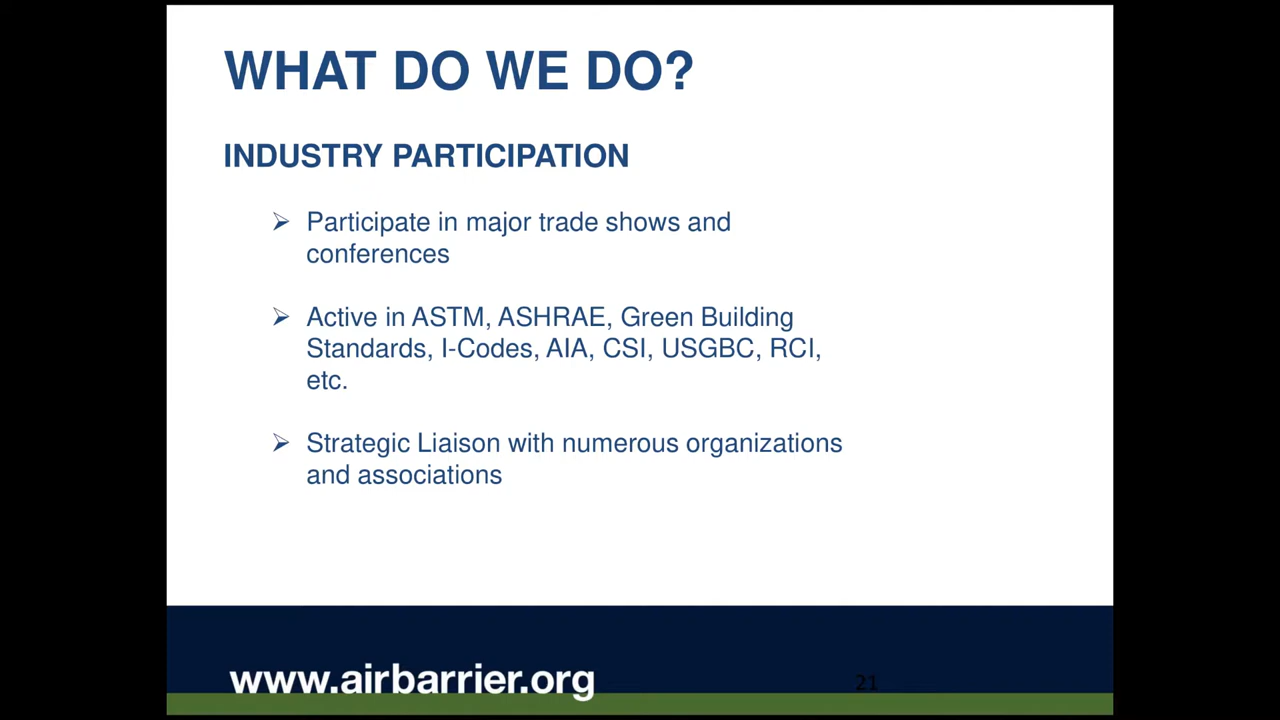 WHAT DO WE DO?
INDUSTRY PARTICIPATION
➢ Participate in major trade shows and
conferences
➢ Active in ASTM, ASHRAE, Green Building
Standards, I-Codes, AIA, CSI, USGBC, RCI,
etc.
➢ Strategic Liaison with numerous organizations
and associations
www.airbarrier.org
21